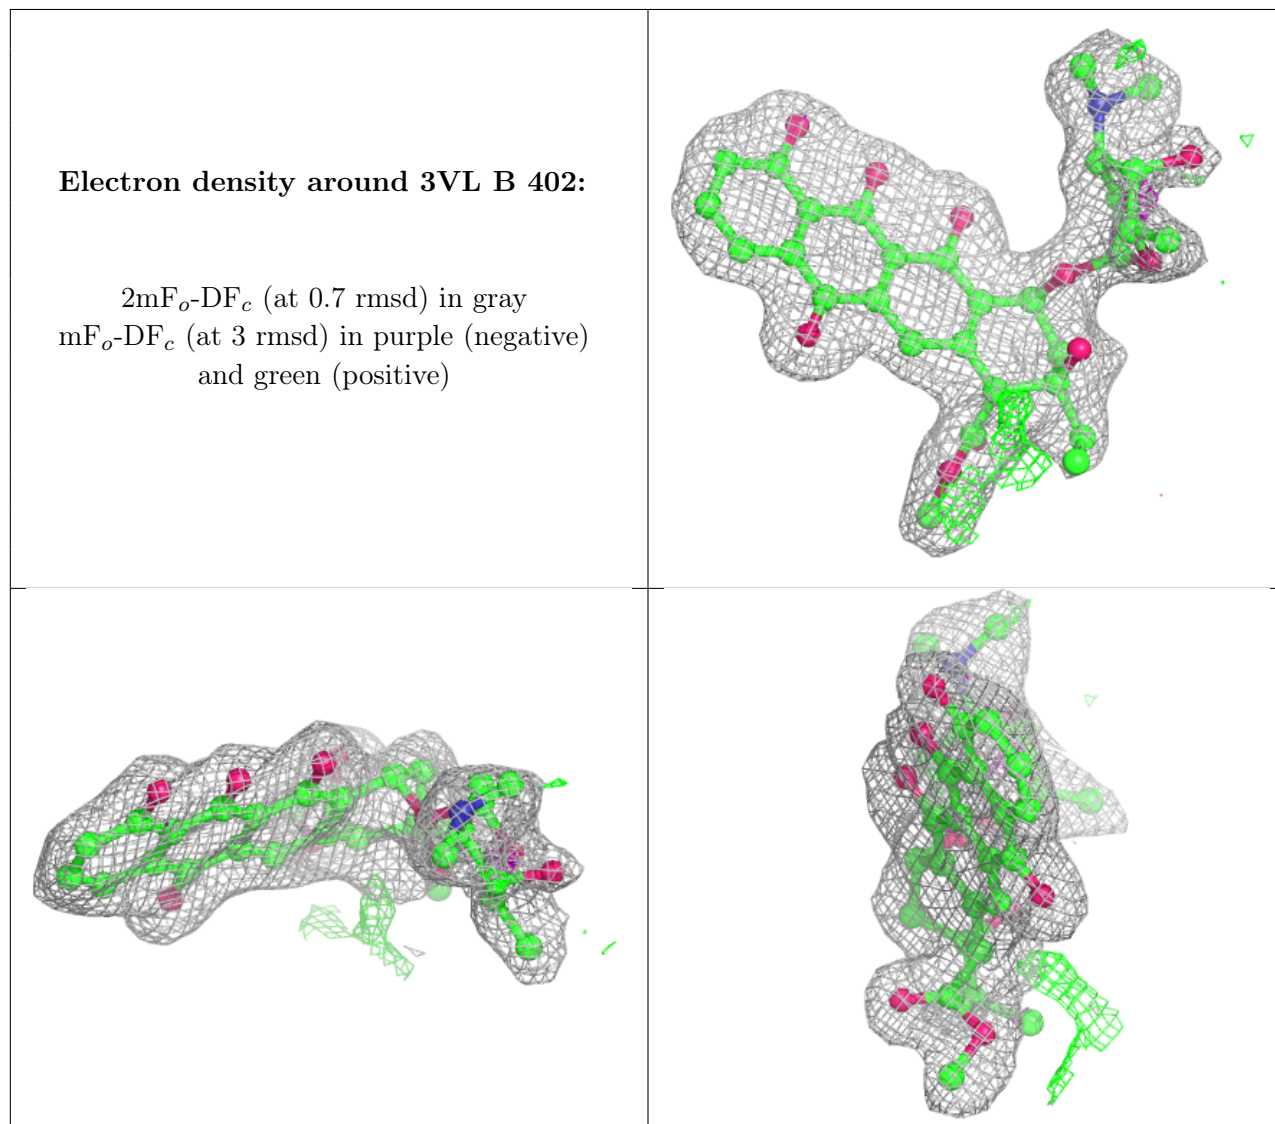 Electron density around 3VL B 402:
2mFo-DFc (at 0.7 rmsd) in gray
mFo-DFc (at 3 rmsd) in purple (negative)
and green (positive)